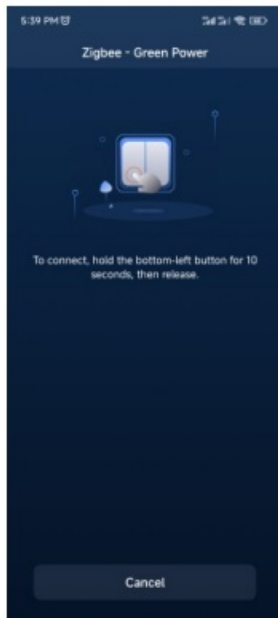 5:39 PM
Zigbee - Green Power
To connect, hold the bottom-left button for 10
seconds, then release.
Cancel